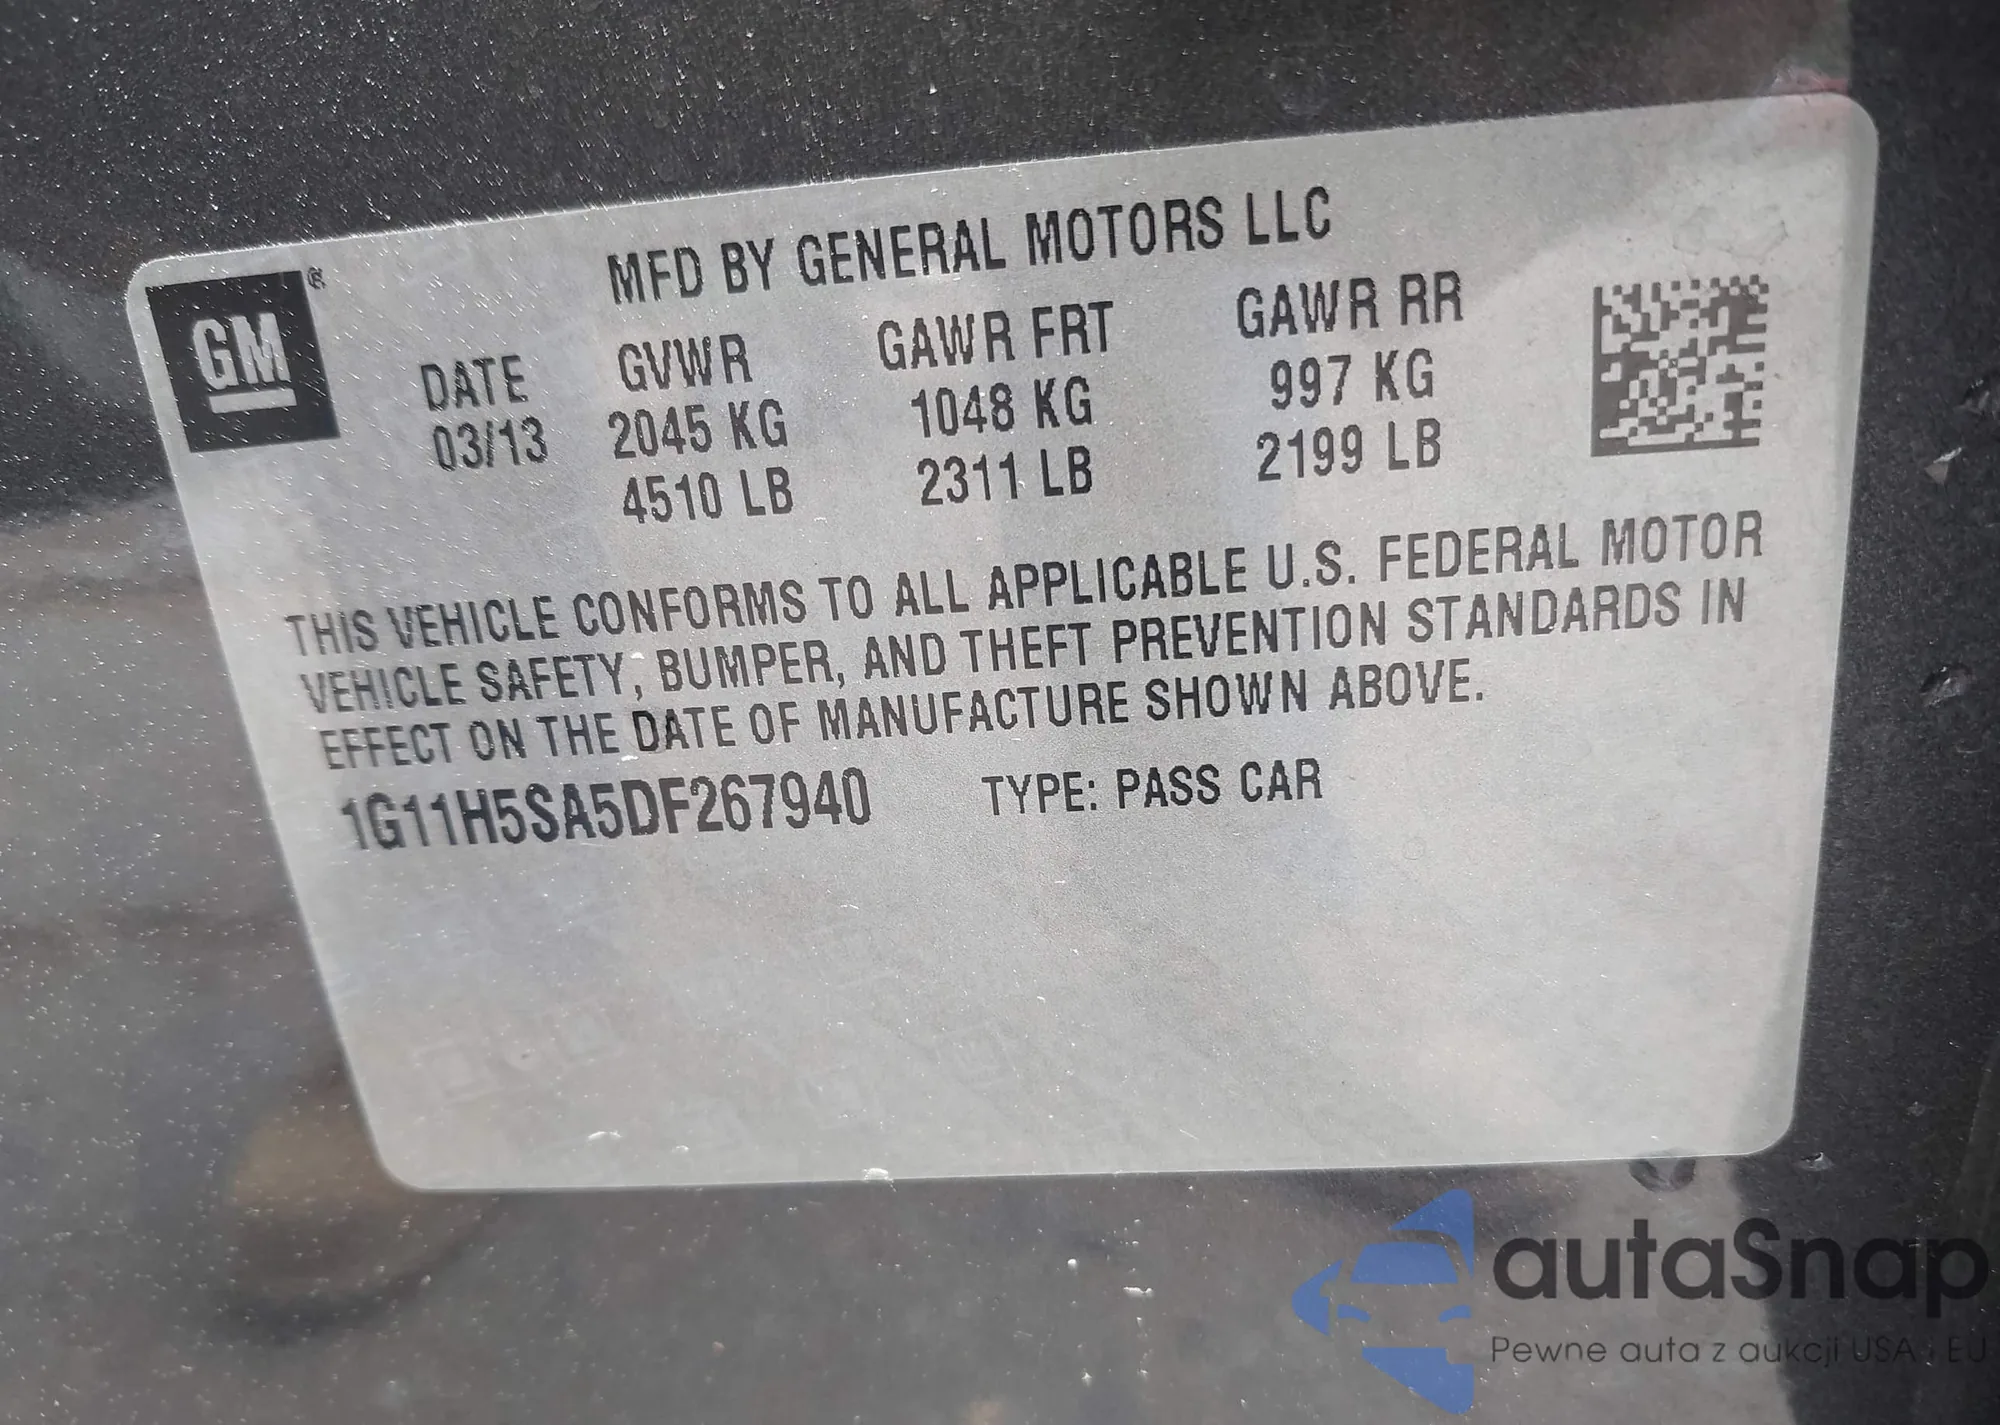 MFD BY GENERAL MOTORS LLC
GM ®
DATE GVWR GAWR FRT GAWR RR
03/13 2045 KG 1048 KG 997 KG
4510 LB 2311 LB 2199 LB
THIS VEHICLE CONFORMS TO ALL APPLICABLE U.S. FEDERAL MOTOR
VEHICLE SAFETY, BUMPER, AND THEFT PREVENTION STANDARDS IN
EFFECT ON THE DATE OF MANUFACTURE SHOWN ABOVE.
1G11H5SA5DF267940 TYPE: PASS CAR
autaSnap
Pewne auta z aukcji USA i EU